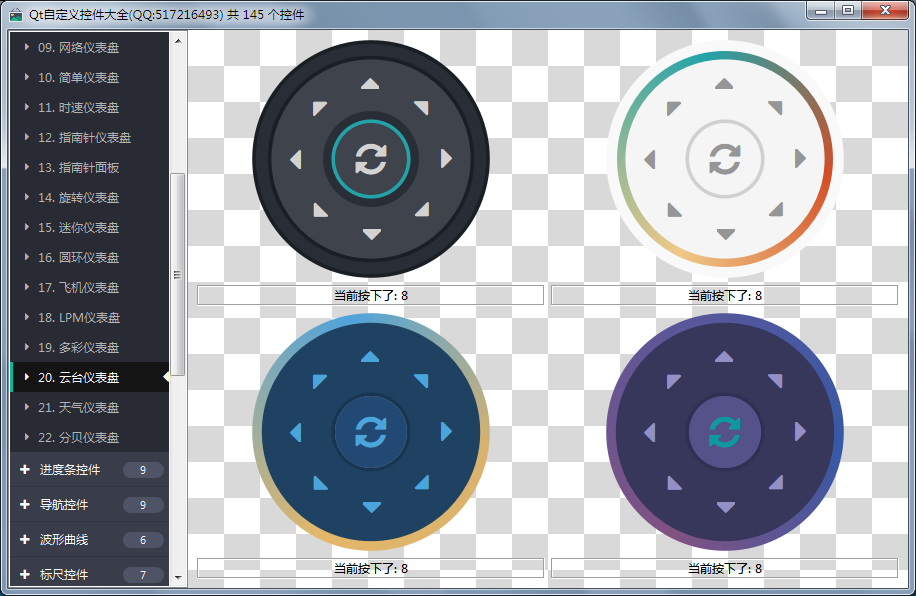 Qt自定义控件大全(QQ:517216493) 共 145 个控件
09. 网络仪表盘
10. 简单仪表盘
11. 时速仪表盘
12. 指南针仪表盘
13. 指南针面板
14. 旋转仪表盘
15. 迷你仪表盘
16. 圆环仪表盘
17. 飞机仪表盘
18. LPM仪表盘
19. 多彩仪表盘
20. 云台仪表盘
21. 天气仪表盘
22. 分贝仪表盘
进度条控件 9
导航控件 9
波形曲线 6
标尺控件 7
当前按下了: 8
当前按下了: 8
当前按下了: 8
当前按下了: 8